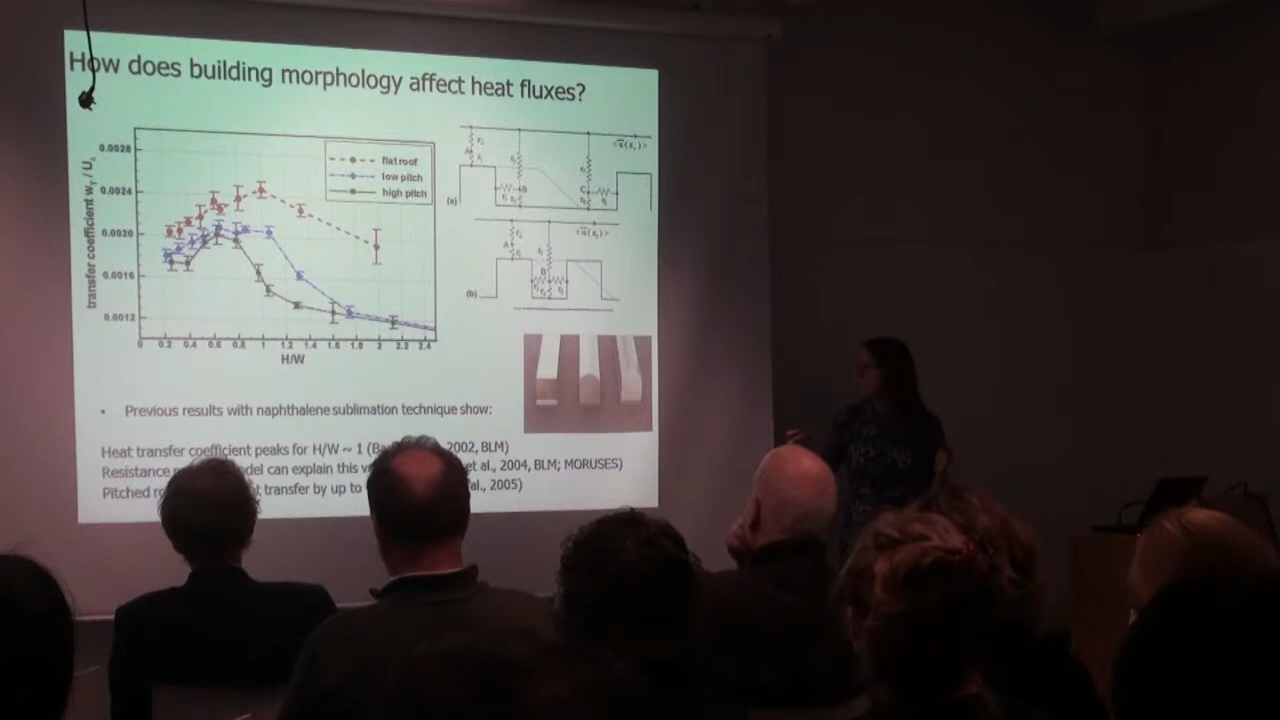 How does building morphology affect heat fluxes?
transfer coefficient w_T / U_
0.0028
0.0024
0.0020
0.0016
0.0012
flat roof
low pitch
high pitch
0 0.2 0.4 0.6 0.8 1 1.2 1.4 1.6 1.8 2 2.2 2.4
H/W
(a)
A
B
C
(b)
A
B
• Previous results with naphthalene sublimation technique show:
Heat transfer coefficient peaks for H/W ~ 1 (Ba 2002, BLM)
Resistance del can explain this v et al., 2004, BLM; MORUSES)
Pitched ro t transfer by up to al., 2005)